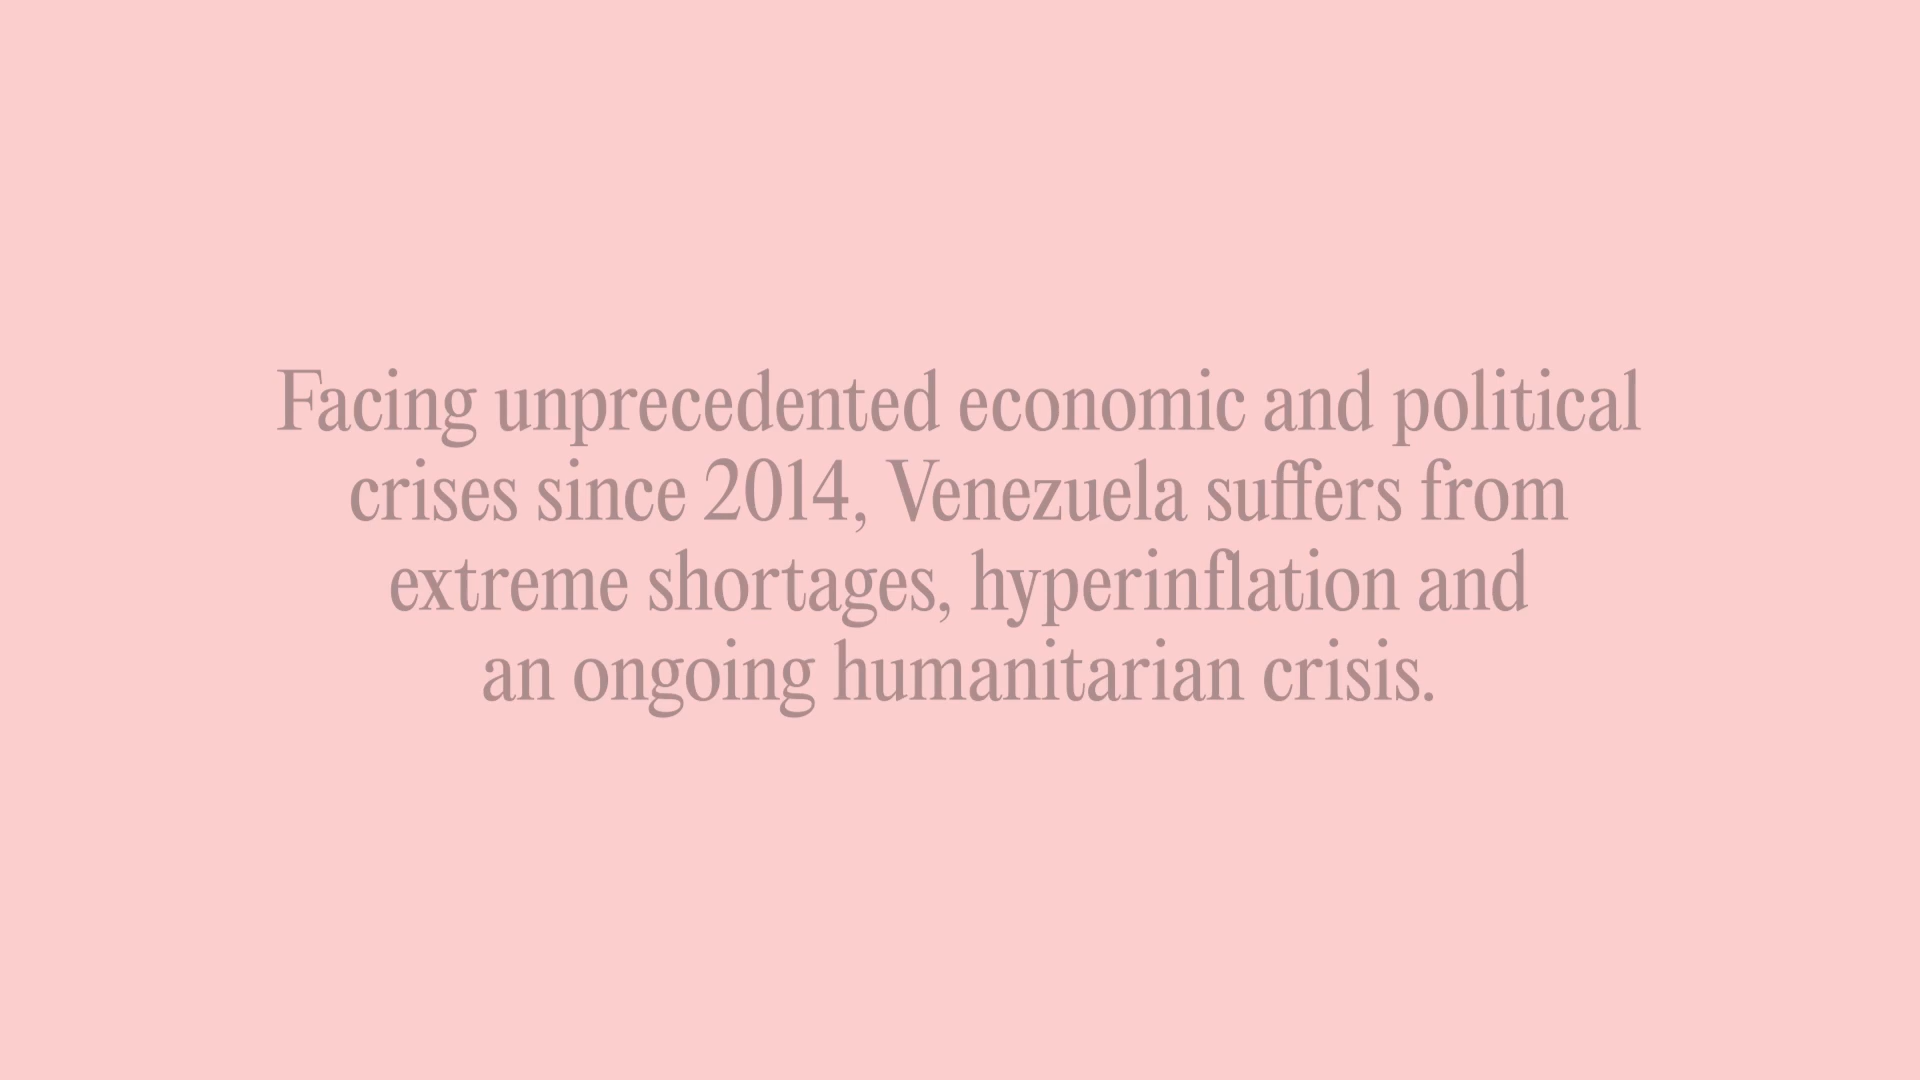 Facing unprecedented economic and political
crises since 2014, Venezuela suffers from
extreme shortages, hyperinflation and
an ongoing humanitarian crisis.